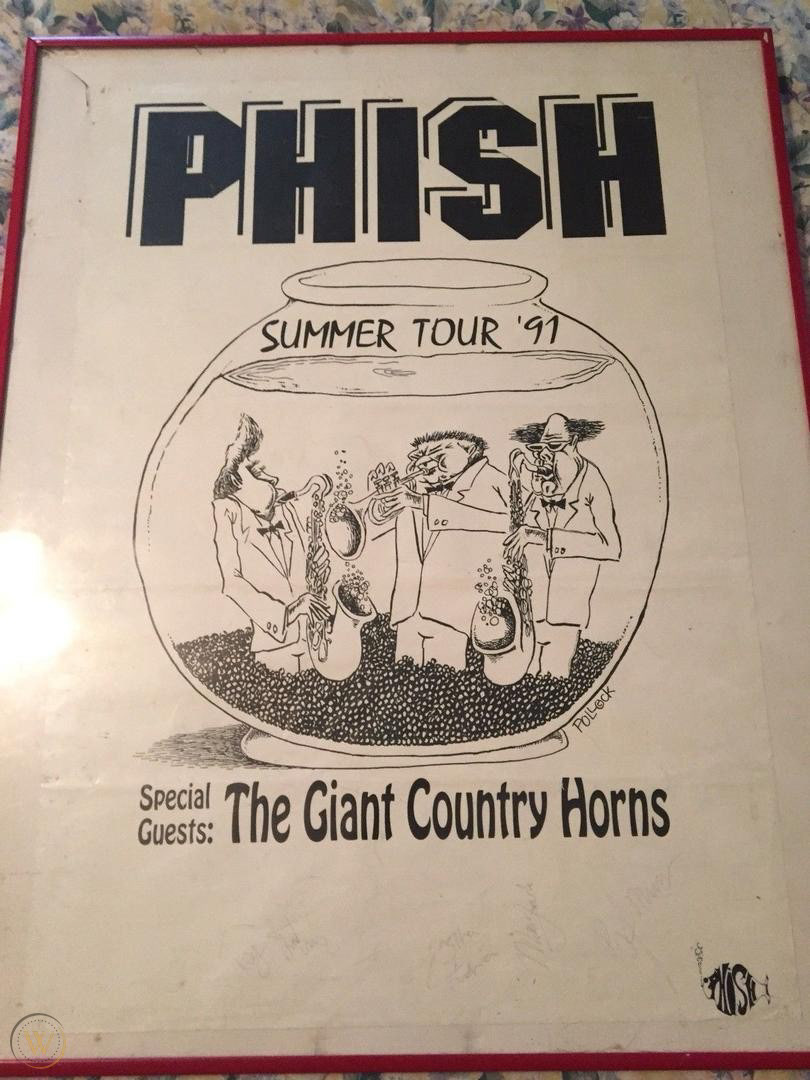 PHISH
SUMMER TOUR '91
POLLOCK
Special Guests: The Giant Country Horns
PHISH
W